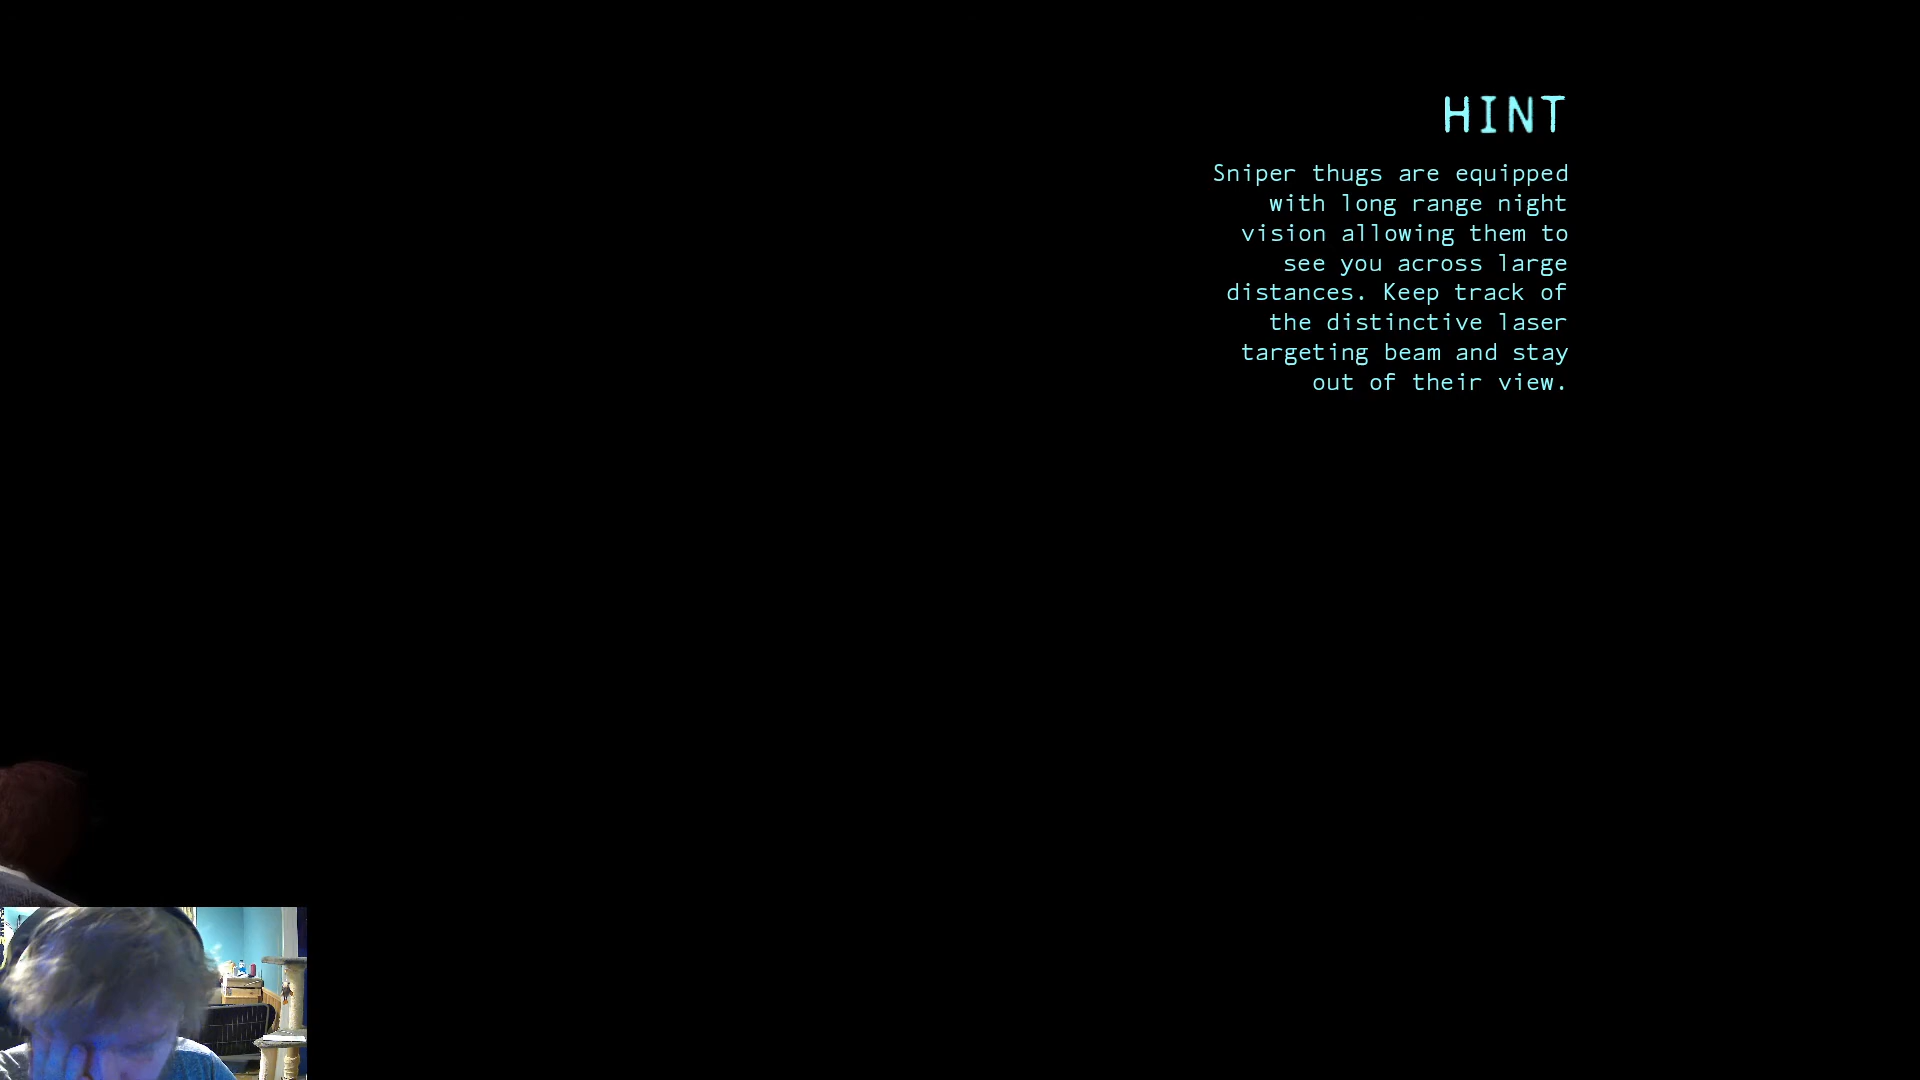 HINT
Sniper thugs are equipped
with long range night
vision allowing them to
see you across large
distances. Keep track of
the distinctive laser
targeting beam and stay
out of their view.